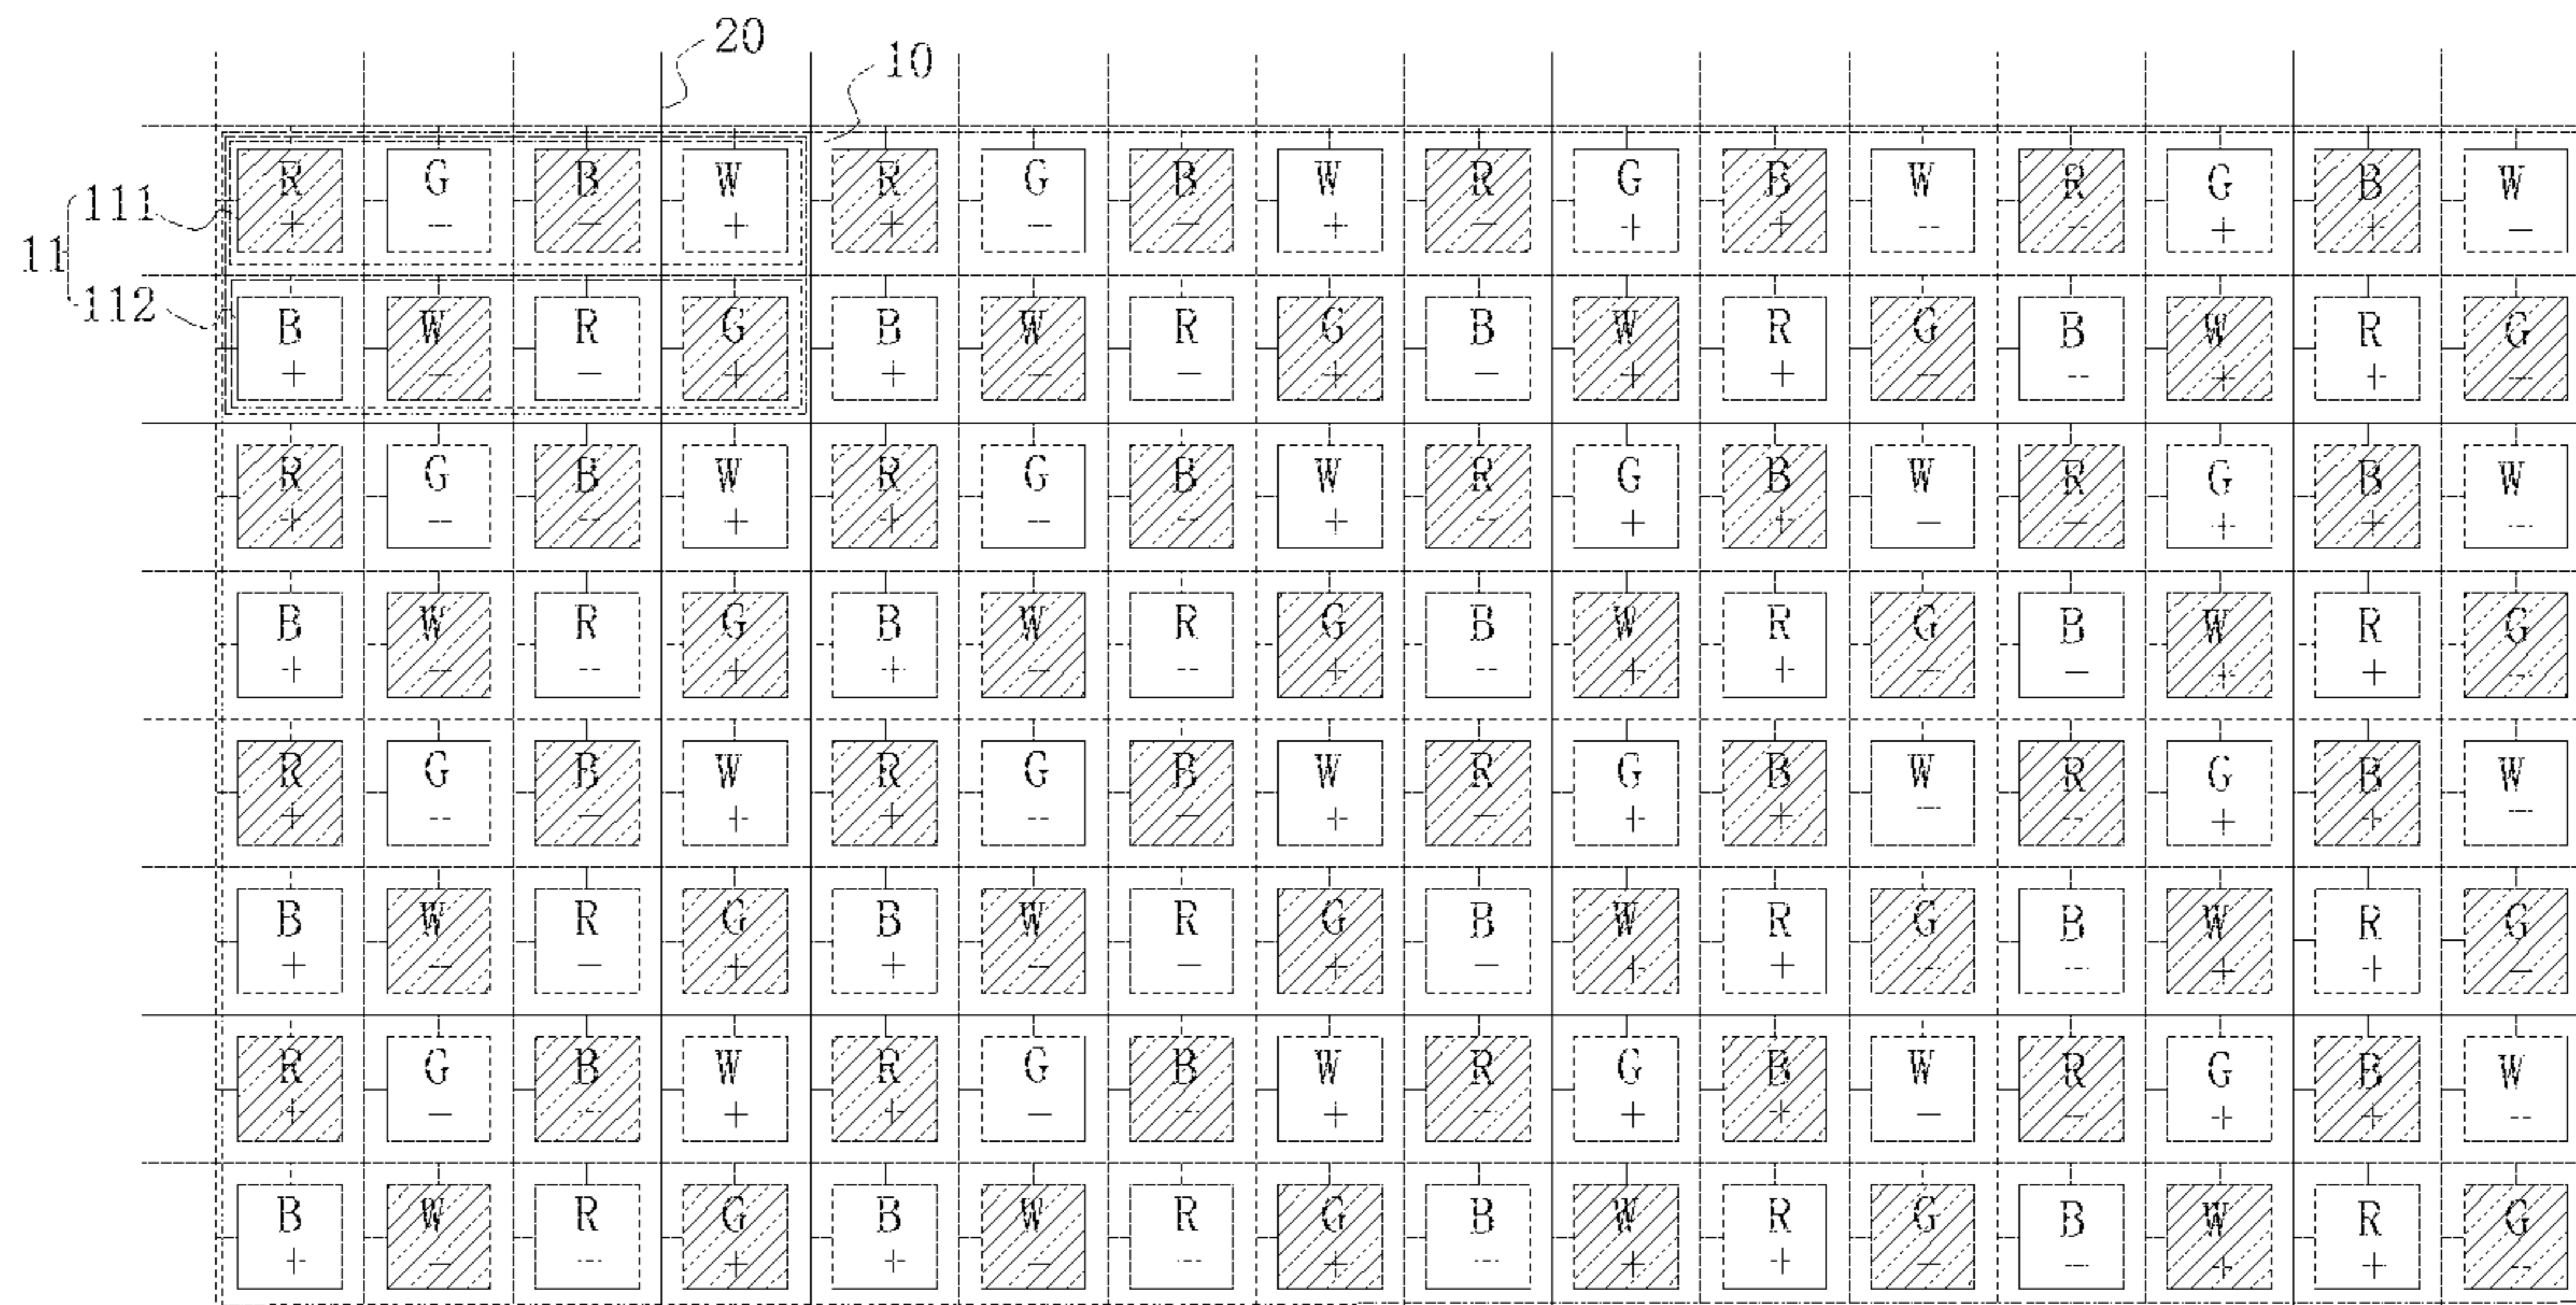 20
10
R G B W R G B W R G B W R G B W
+ − − + + − − + − + + − − + + −
111
11
112
B W R G B W R G B W R G B W R G
+ − − + + − − + − + + − − + + −
R G B W R G B W R G B W R G B W
+ − − + + − − + − + + − − + + −
B W R G B W R G B W R G B W R G
+ − − + + − − + − + + − − + + −
R G B W R G B W R G B W R G B W
+ − − + + − − + − + + − − + + −
B W R G B W R G B W R G B W R G
+ − − + + − − + − + + − − + + −
R G B W R G B W R G B W R G B W
+ − − + + − − + − + + − − + + −
B W R G B W R G B W R G B W R G
+ − − + + − − + − + + − − + + −